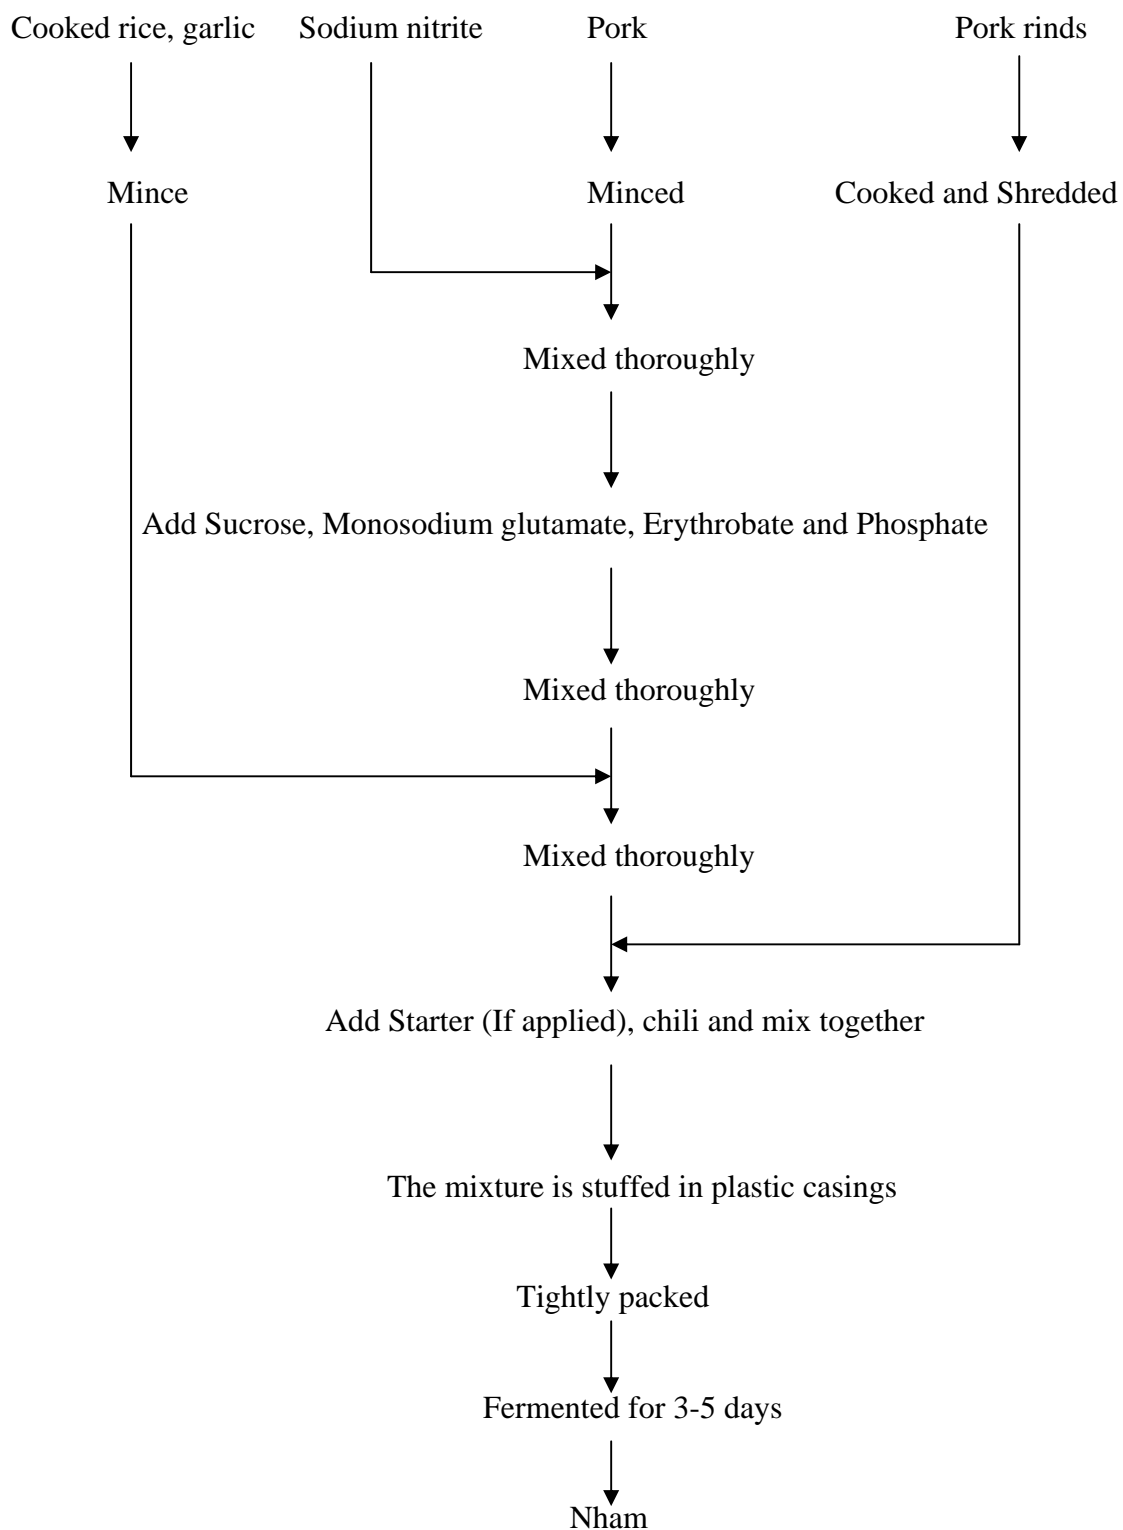 Cooked rice, garlic
Sodium nitrite
Pork
Pork rinds
Mince
Minced
Cooked and Shredded
Mixed thoroughly
Add Sucrose, Monosodium glutamate, Erythrobate and Phosphate
Mixed thoroughly
Mixed thoroughly
Add Starter (If applied), chili and mix together
The mixture is stuffed in plastic casings
Tightly packed
Fermented for 3-5 days
Nham